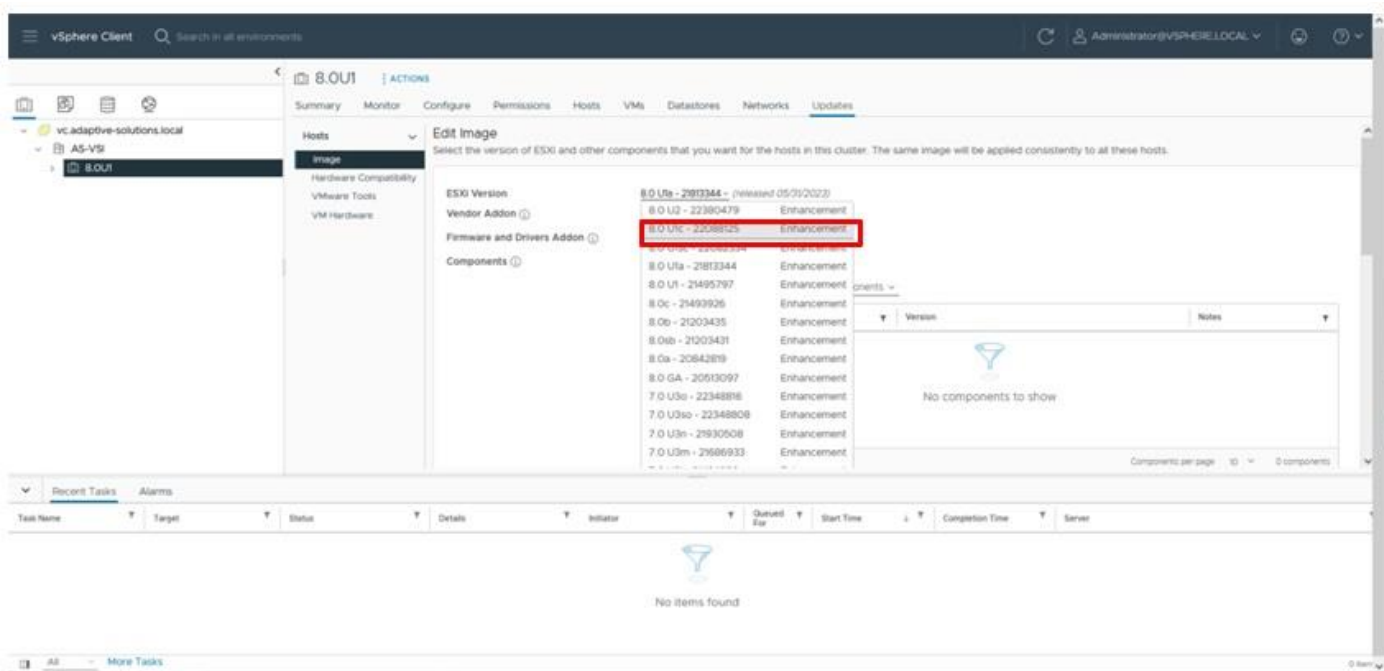 vSphere Client Search in all environments Administrator@VSPHERE.LOCAL
8.0U1 ACTIONS
Summary Monitor Configure Permissions Hosts VMs Datastores Networks Updates
vc.adaptive-solutions.local
AS-VSI
8.0U1
Hosts
Image
Hardware Compatibility
VMware Tools
VM Hardware
Edit Image
Select the version of ESXi and other components that you want for the hosts in this cluster. The same image will be applied consistently to all these hosts.
ESXi Version 8.0 U1a - 21813344 (released 05/31/2023)
Vendor Addon
Firmware and Drivers Addon
Components
8.0 U2 - 22380479 Enhancement
8.0 U1c - 22088125 Enhancement
8.0 U1a - 21813344 Enhancement
8.0 U1 - 21495797 Enhancement
8.0c - 21493926 Enhancement
8.0b - 21203435 Enhancement
8.0sb - 21203431 Enhancement
8.0a - 20842819 Enhancement
8.0 GA - 20513097 Enhancement
7.0 U3o - 22348816 Enhancement
7.0 U3so - 22348808 Enhancement
7.0 U3n - 21930508 Enhancement
7.0 U3m - 21686933 Enhancement
Version Notes
No components to show
Components per page 10 0 components
Recent Tasks Alarms
Task Name Target Status Details Initiator Queued For Start Time Completion Time Server
No items found
All More Tasks